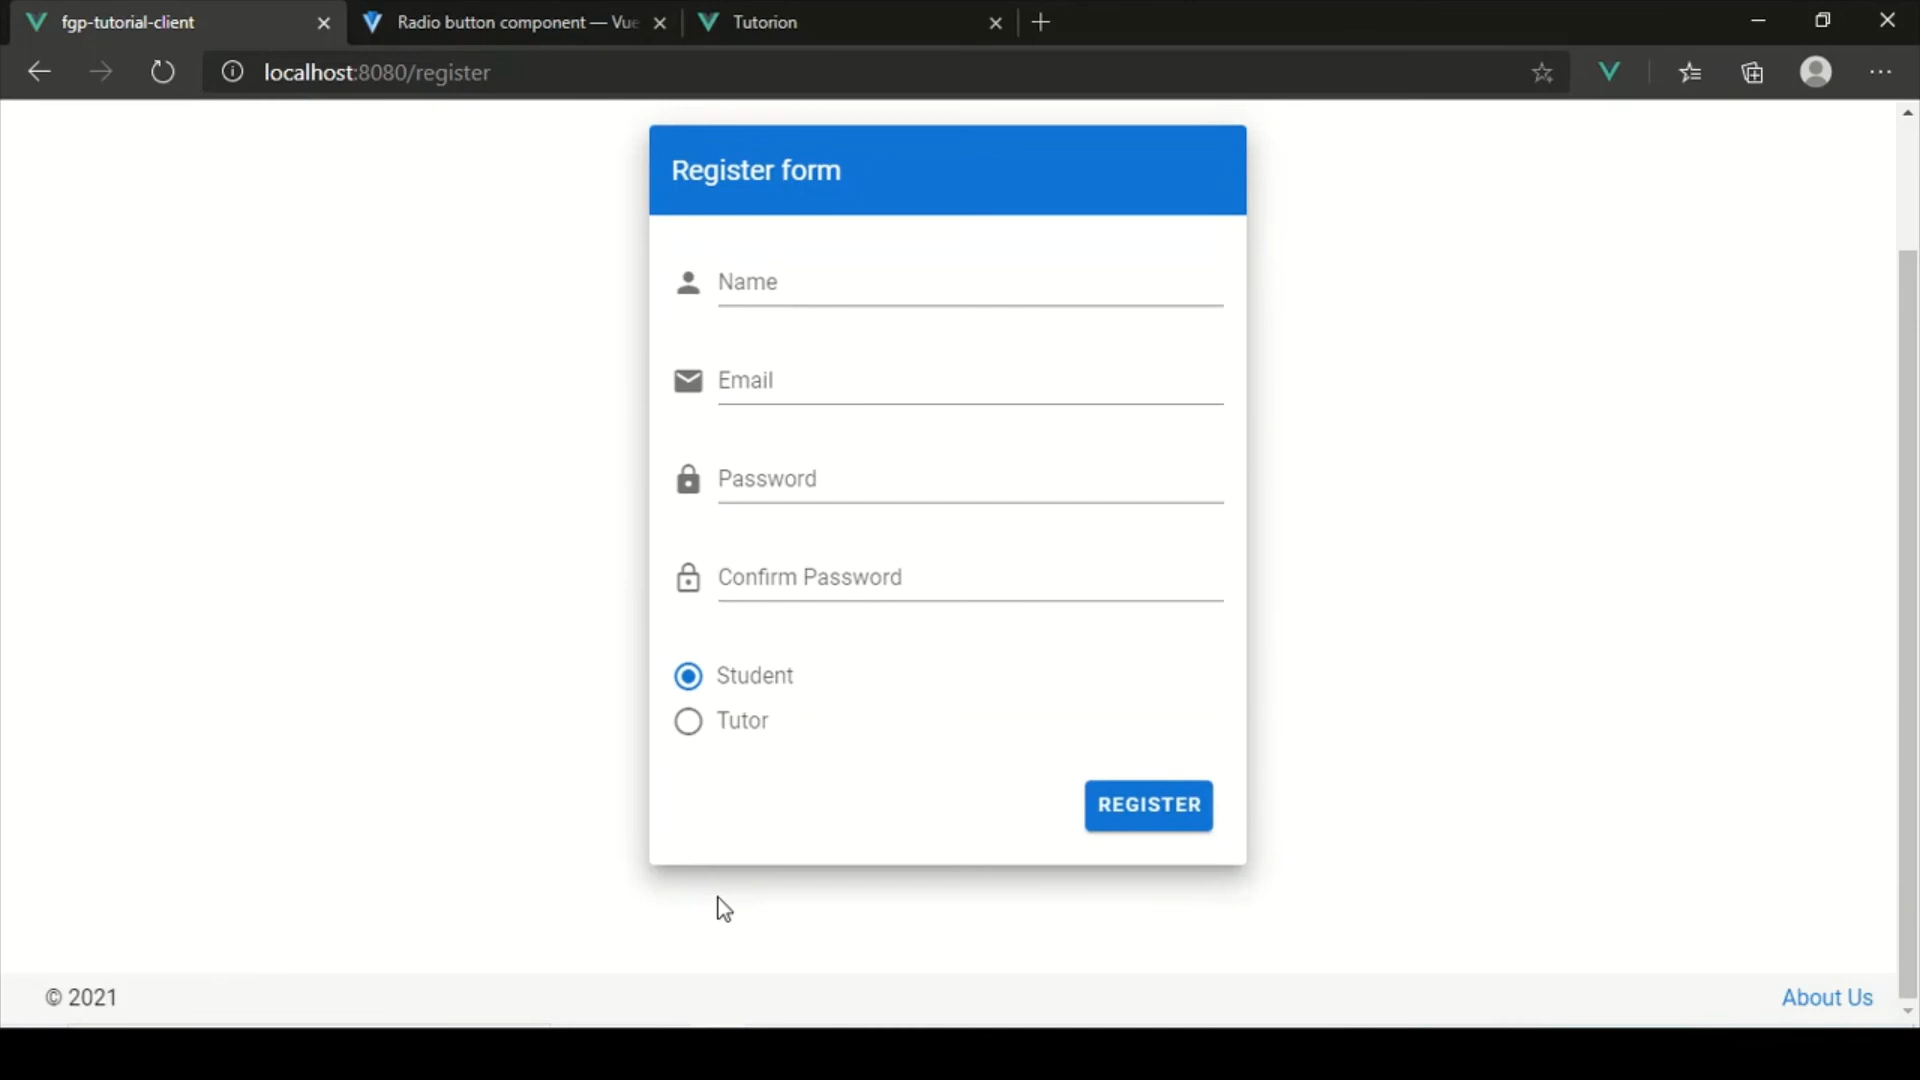 fgp-tutorial-client
Radio button component — Vue
Tutorion
localhost:8080/register
Register form
Name
Email
Password
Confirm Password
Student
Tutor
REGISTER
© 2021
About Us